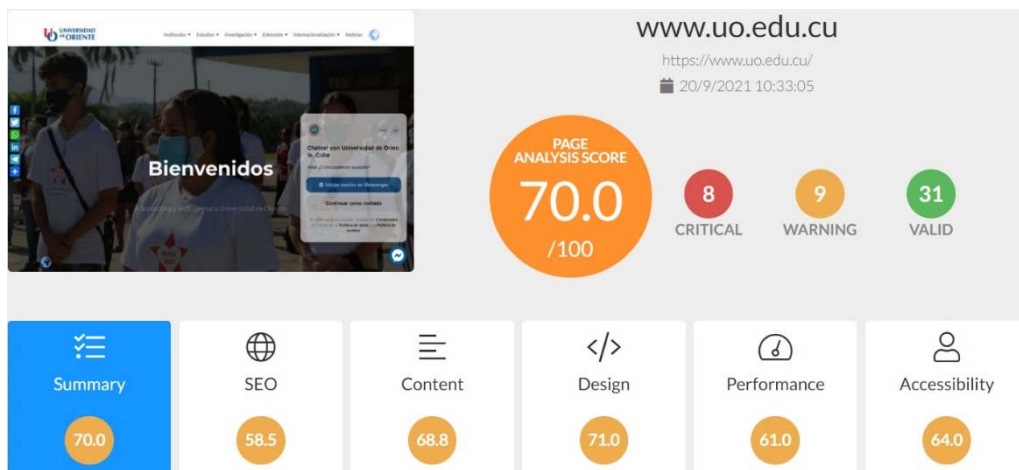 UNIVERSIDAD
DE ORIENTE
Institución Estudios Investigación Extensión Internacionalización Noticias
Bienvenidos
Chatear con Universidad de Orien
te, Cuba
Iniciar sesión en Messenger
Continuar como invitado
www.uo.edu.cu
https://www.uo.edu.cu/
20/9/2021 10:33:05
PAGE
ANALYSIS SCORE
70.0
/100
8
CRITICAL
9
WARNING
31
VALID
Summary
70.0
SEO
58.5
Content
68.8
Design
71.0
Performance
61.0
Accessibility
64.0